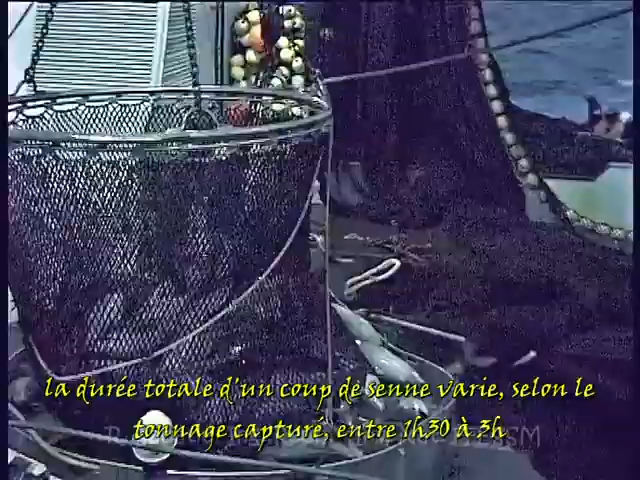 la durée totale d'un coup de senne varie, selon le
tonnage capturé, entre 1h30 à 3h